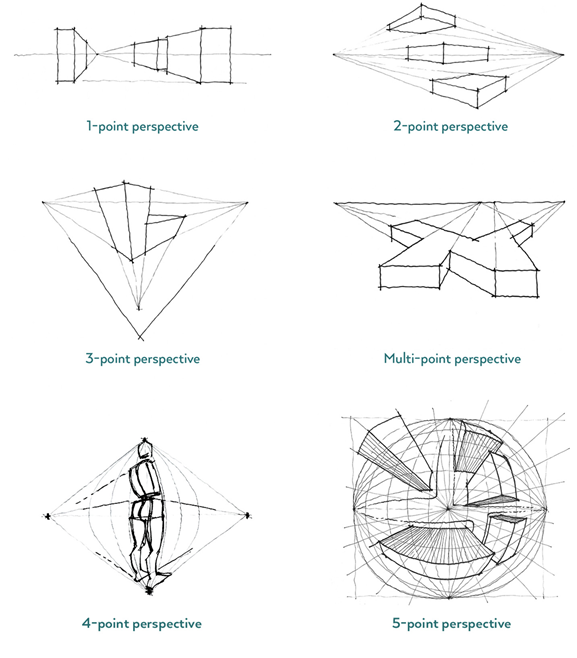 1-point perspective
2-point perspective
3-point perspective
Multi-point perspective
4-point perspective
5-point perspective